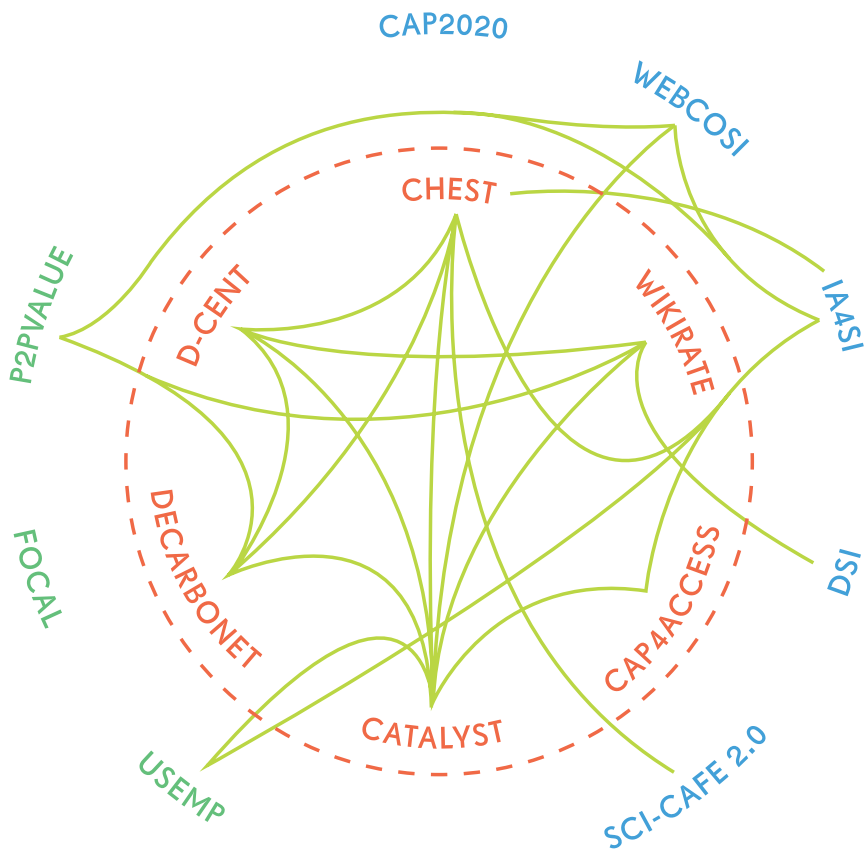 CAP2020
WEBCOSI
CHEST
P2PVALUE
D-CENT
WIKIRATE
IA4SI
DECARBONET
FOCAL
CAP4ACCESS
DSI
CATALYST
USEMP
SCI-CAFE 2.0